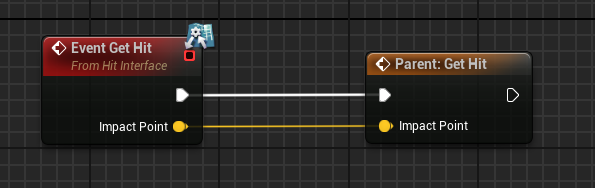 Event Get Hit
From Hit Interface
Impact Point
Parent: Get Hit
Impact Point